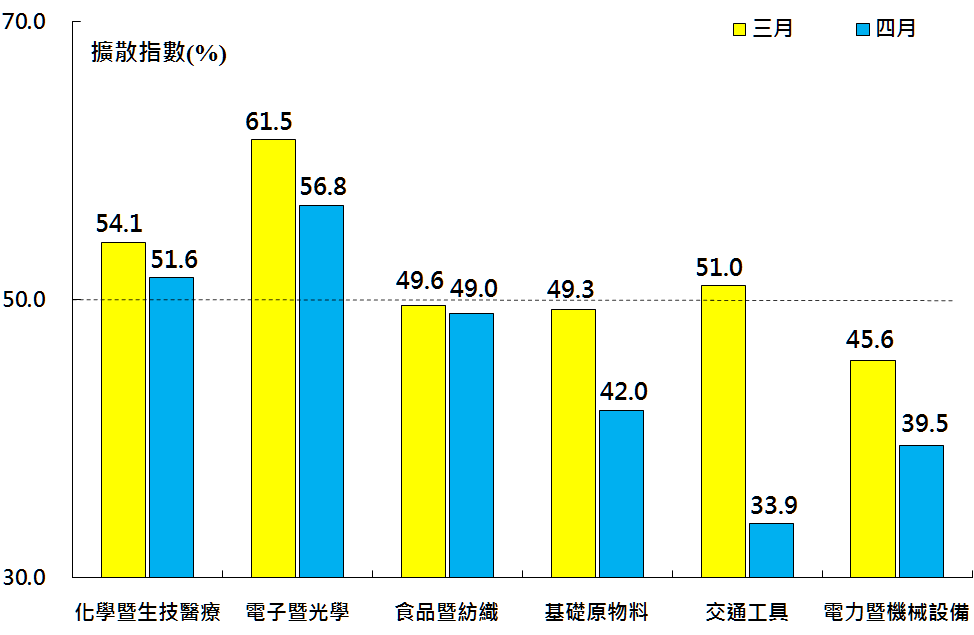 70.0
擴散指數(%)
三月
四月
61.5
56.8
54.1
51.6
49.6
49.0
49.3
51.0
50.0
45.6
42.0
39.5
33.9
30.0
化學暨生技醫療
電子暨光學
食品暨紡織
基礎原物料
交通工具
電力暨機械設備